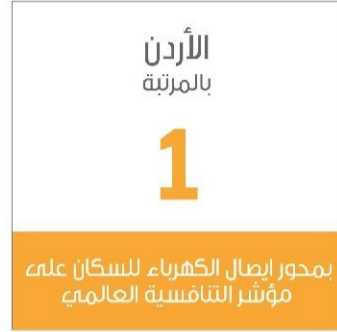 الأردن
بالمرتبة
1
بمحور ايصال الكهرباء للسكان على
مؤشر التنافسية العالمي